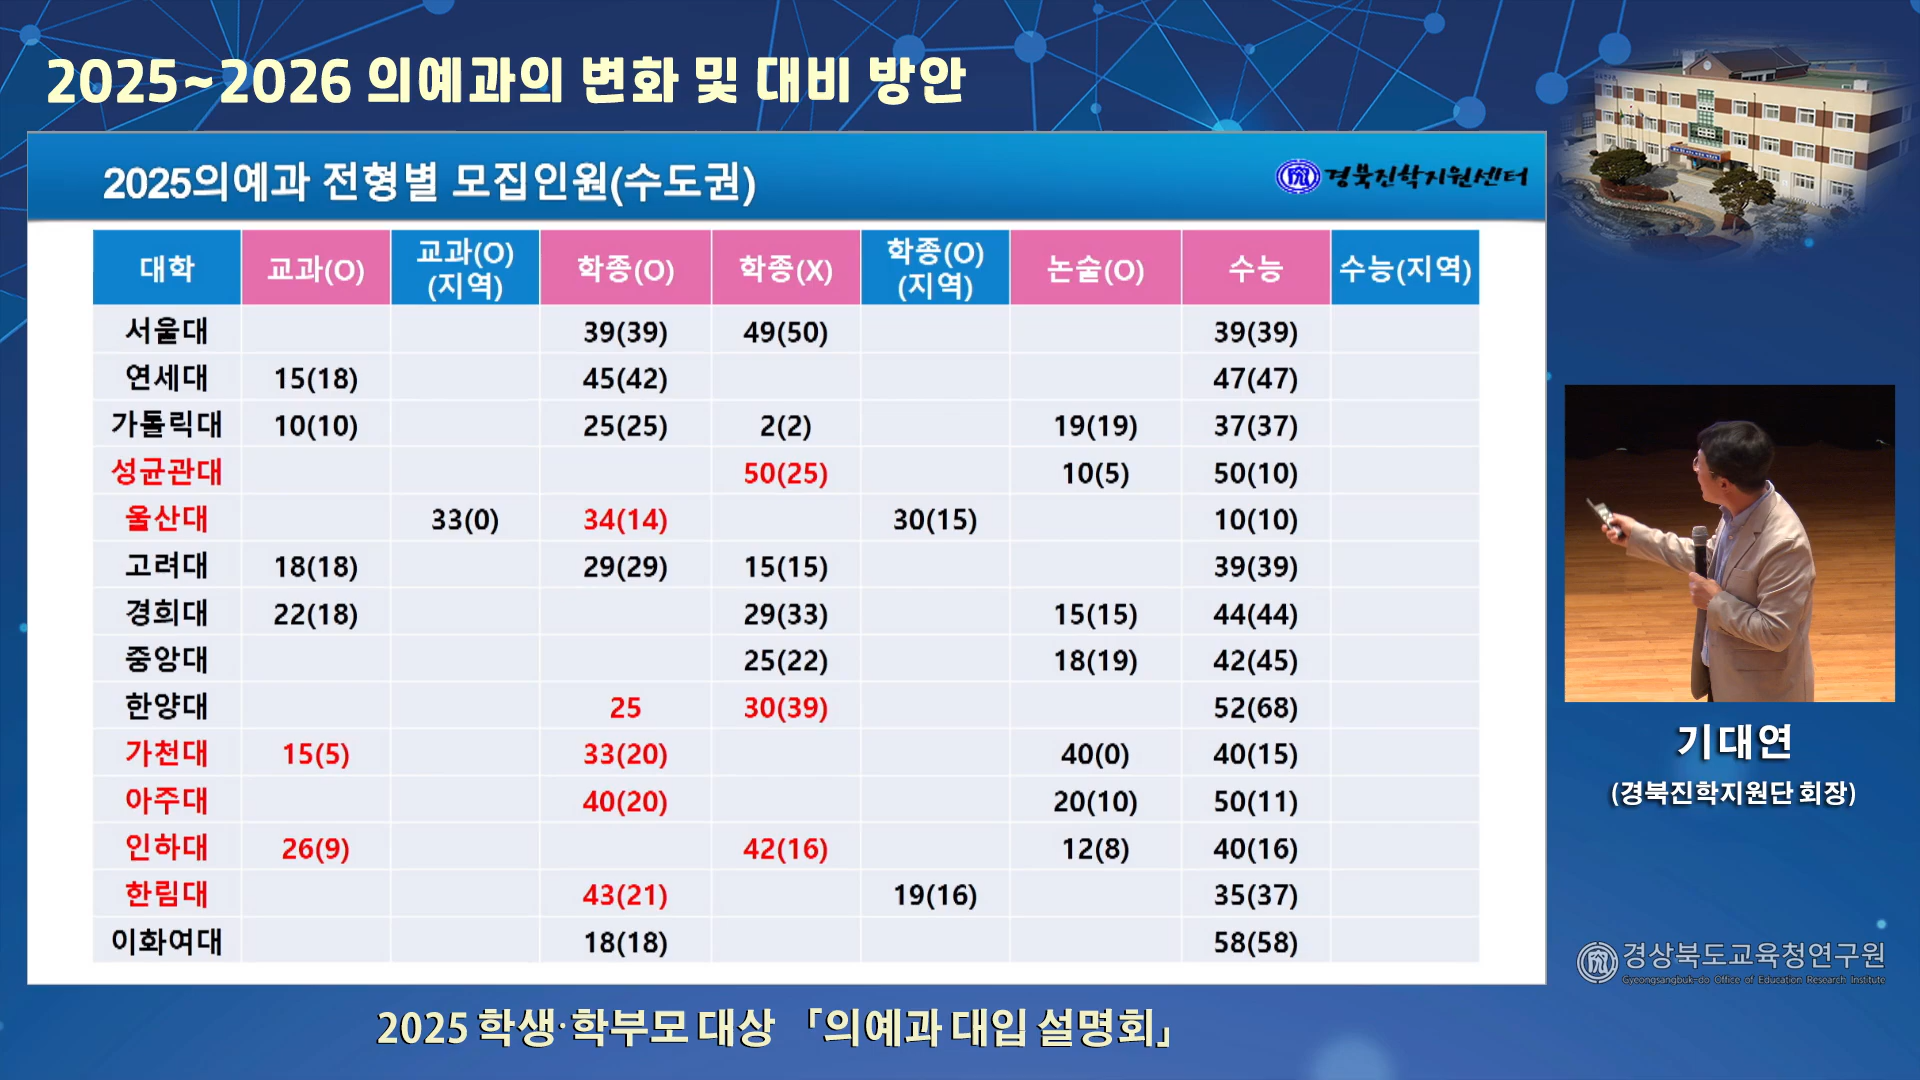 2025~2026 의예과의 변화 및 대비 방안
2025의예과 전형별 모집인원(수도권)
경북진학지원센터
대학 교과(O) 교과(O)(지역) 학종(O) 학종(X) 학종(O)(지역) 논술(O) 수능 수능(지역)
서울대 39(39) 49(50) 39(39)
연세대 15(18) 45(42) 47(47)
가톨릭대 10(10) 25(25) 2(2) 19(19) 37(37)
성균관대 50(25) 10(5) 50(10)
울산대 33(0) 34(14) 30(15) 10(10)
고려대 18(18) 29(29) 15(15) 39(39)
경희대 22(18) 29(33) 15(15) 44(44)
중앙대 25(22) 18(19) 42(45)
한양대 25 30(39) 52(68)
가천대 15(5) 33(20) 40(0) 40(15)
아주대 40(20) 20(10) 50(11)
인하대 26(9) 42(16) 12(8) 40(16)
한림대 43(21) 19(16) 35(37)
이화여대 18(18) 58(58)
기대연
(경북진학지원단 회장)
경상북도교육청연구원
Gyeongsangbuk-do Office of Education Research Institute
2025 학생·학부모 대상 「의예과 대입 설명회」